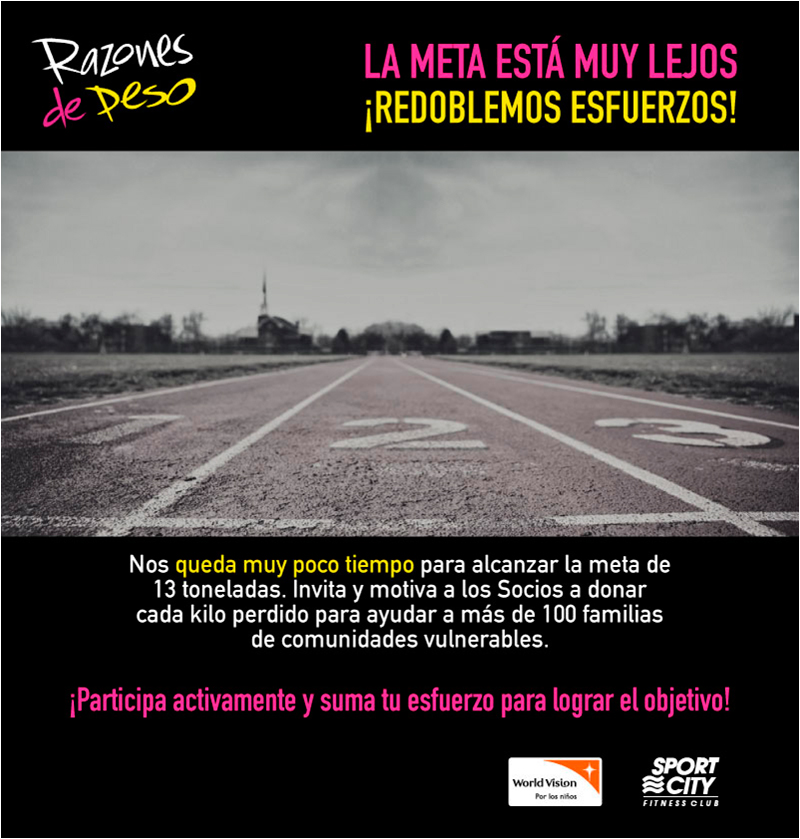 Razones
de Peso
LA META ESTÁ MUY LEJOS
¡REDOBLEMOS ESFUERZOS!
1 2 3
Nos queda muy poco tiempo para alcanzar la meta de
13 toneladas. Invita y motiva a los Socios a donar
cada kilo perdido para ayudar a más de 100 familias
de comunidades vulnerables.
¡Participa activamente y suma tu esfuerzo para lograr el objetivo!
World Vision
Por los niños
SPORT
CITY
FITNESS CLUB